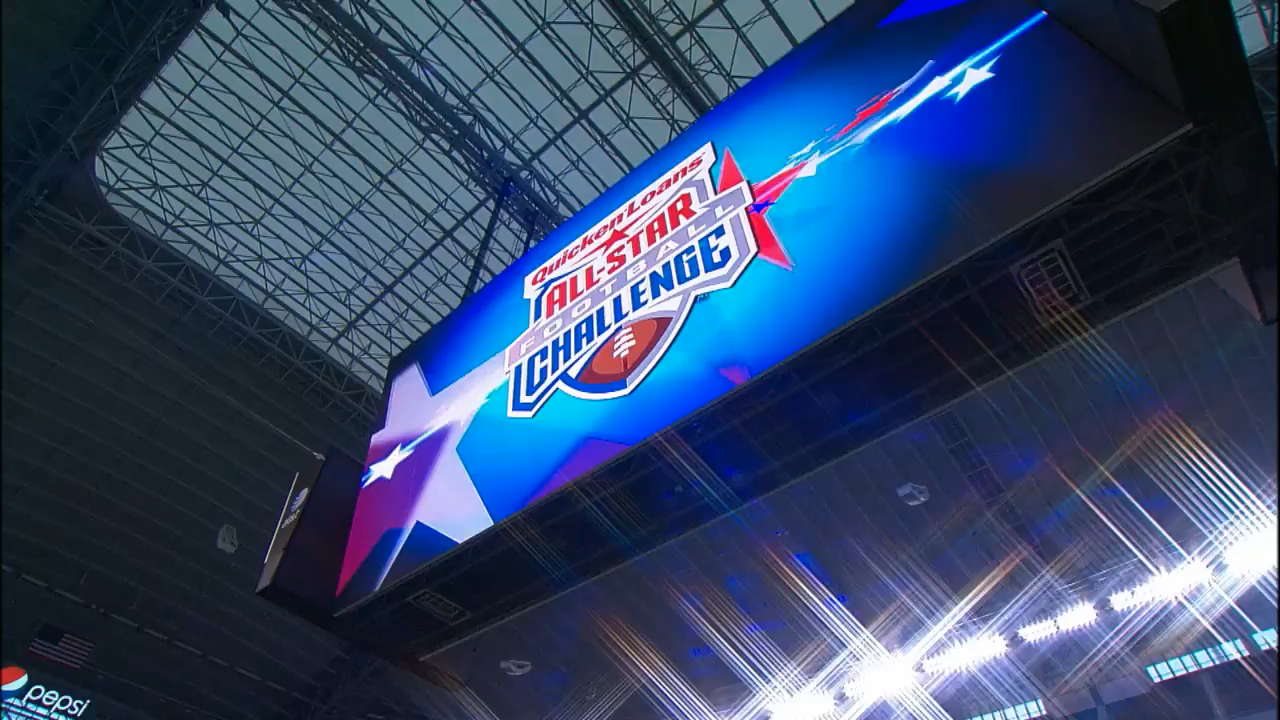 Quicken Loans
ALL-STAR
FOOTBALL
CHALLENGE
pepsi